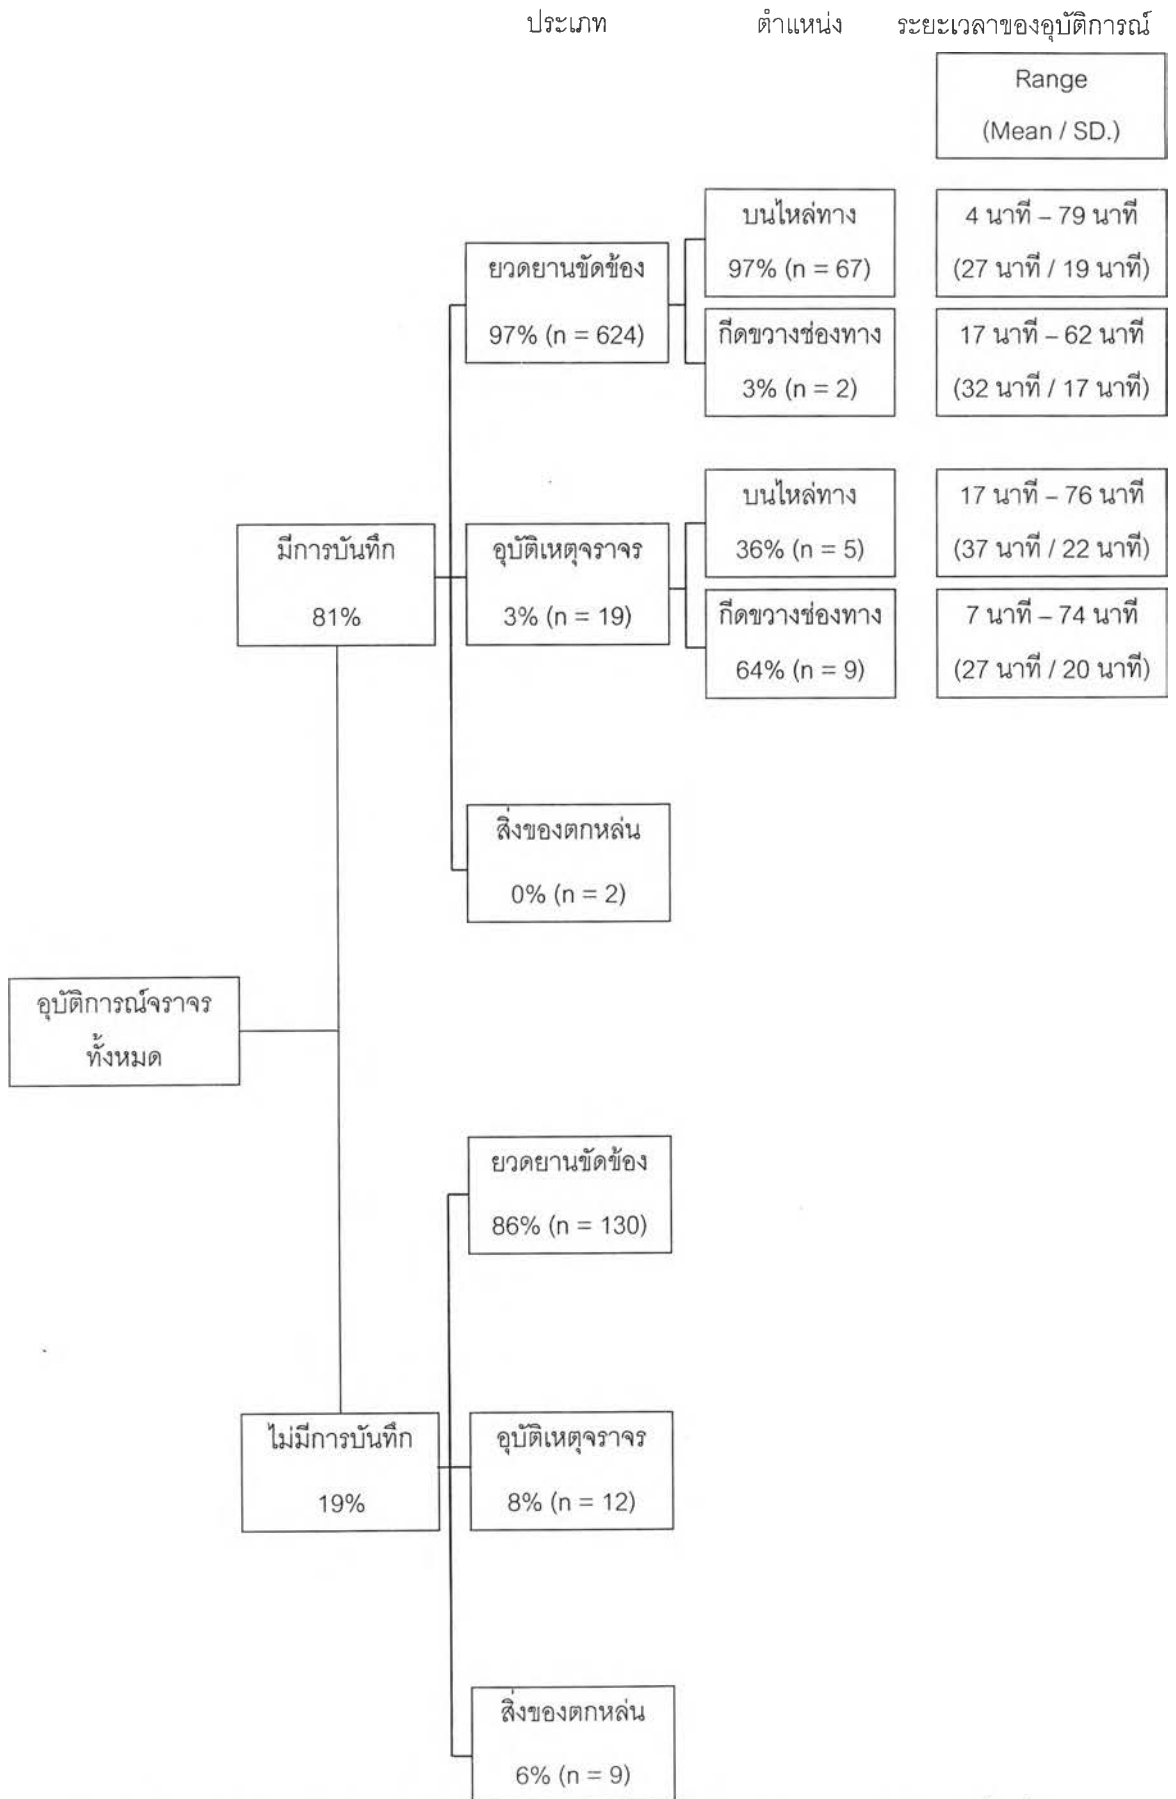 ประเภท ตำแหน่ง ระยะเวลาของอุบัติการณ์
Range
(Mean / SD.)
บนไหล่ทาง
97% (n = 67)
4 นาที – 79 นาที
(27 นาที / 19 นาที)
ยวดยานขัดข้อง
97% (n = 624)
กีดขวางช่องทาง
3% (n = 2)
17 นาที – 62 นาที
(32 นาที / 17 นาที)
บนไหล่ทาง
36% (n = 5)
17 นาที – 76 นาที
(37 นาที / 22 นาที)
มีการบันทึก
81%
อุบัติเหตุจราจร
3% (n = 19)
กีดขวางช่องทาง
64% (n = 9)
7 นาที – 74 นาที
(27 นาที / 20 นาที)
สิ่งของตกหล่น
0% (n = 2)
อุบัติการณ์จราจร
ทั้งหมด
ยวดยานขัดข้อง
86% (n = 130)
ไม่มีการบันทึก
19%
อุบัติเหตุจราจร
8% (n = 12)
สิ่งของตกหล่น
6% (n = 9)